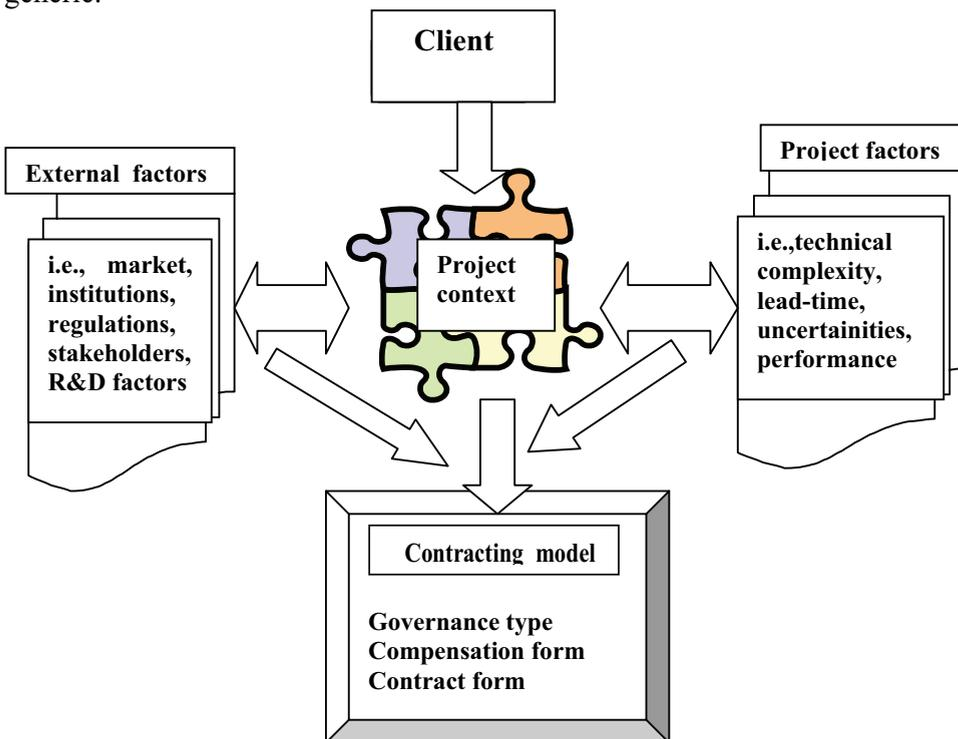 generic.
Client
External factors
Project factors
i.e., market,
institutions,
regulations,
stakeholders,
R&D factors
Project
context
i.e.,technical
complexity,
lead-time,
uncertainities,
performance
Contracting model
Governance type
Compensation form
Contract form